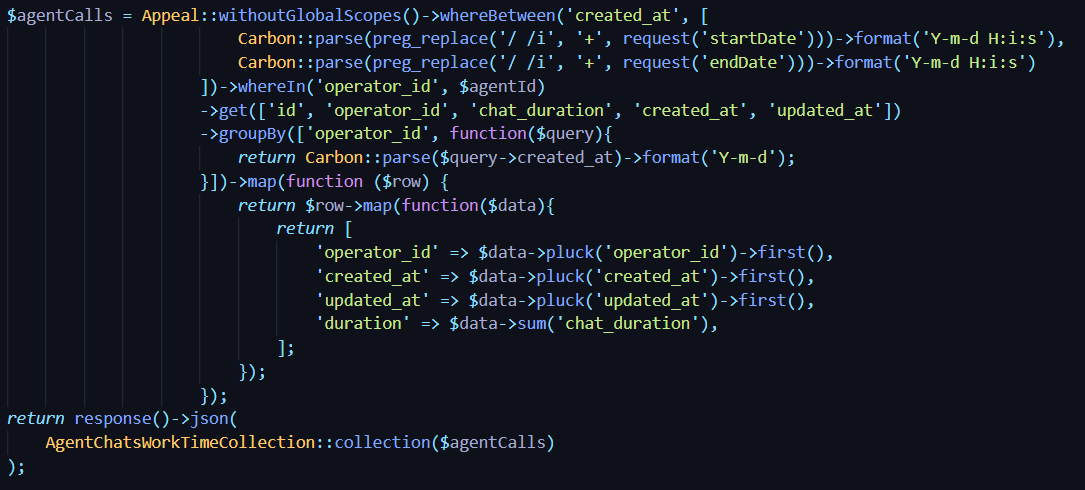 $agentCalls = Appeal::withoutGlobalScopes()->whereBetween('created_at', [
Carbon::parse(preg_replace('/ /i', '+', request('startDate')))->format('Y-m-d H:i:s'),
Carbon::parse(preg_replace('/ /i', '+', request('endDate')))->format('Y-m-d H:i:s')
])->whereIn('operator_id', $agentId)
->get(['id', 'operator_id', 'chat_duration', 'created_at', 'updated_at'])
->groupBy(['operator_id', function($query){
return Carbon::parse($query->created_at)->format('Y-m-d');
}])->map(function ($row) {
return $row->map(function($data){
return [
'operator_id' => $data->pluck('operator_id')->first(),
'created_at' => $data->pluck('created_at')->first(),
'updated_at' => $data->pluck('updated_at')->first(),
'duration' => $data->sum('chat_duration'),
];
});
});
return response()->json(
AgentChatsWorkTimeCollection::collection($agentCalls)
);